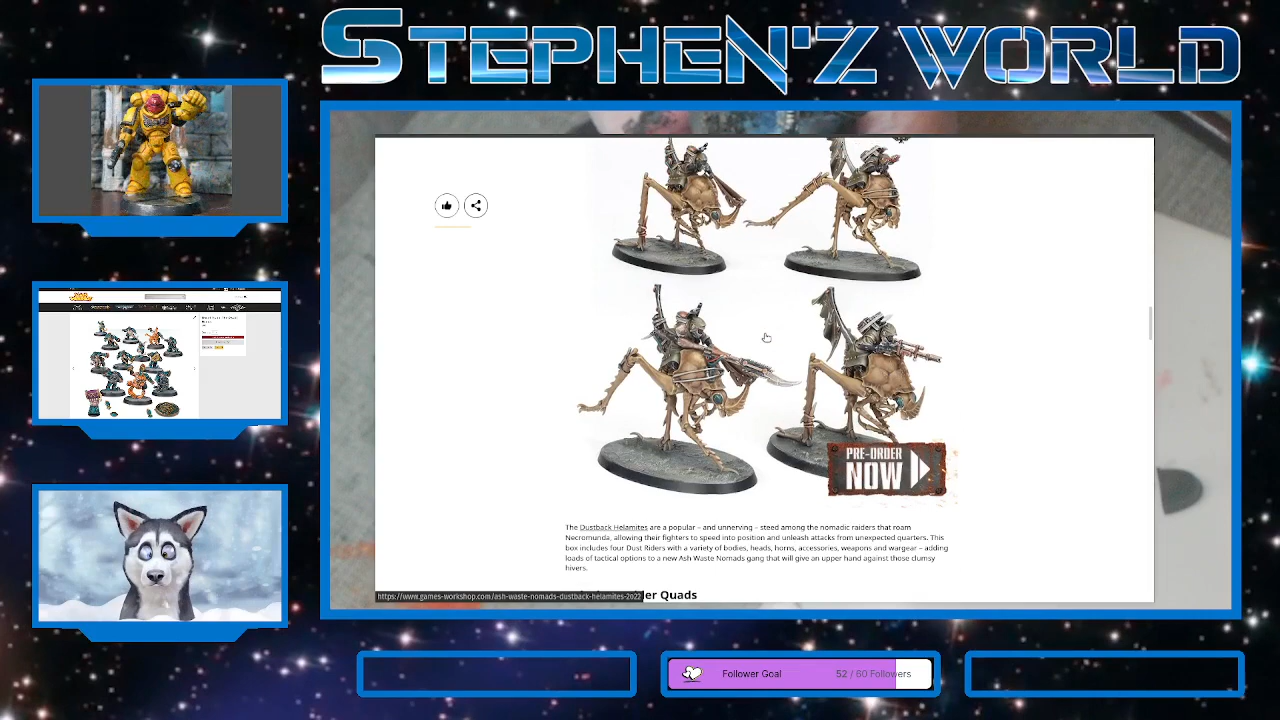 STEPHEN'Z WORLD
PRE-ORDER
NOW
The Dustback Helamites are a popular – and unnerving – steed among the nomadic raiders that roam
Necromunda, allowing their fighters to speed into position and unleash attacks from unexpected quarters. This
box includes four Dust Riders with a variety of bodies, heads, horns, accessories, weapons and wargear – adding
loads of tactical options to a new Ash Waste Nomads gang that will give an upper hand against those clumsy
hivers.
https://www.games-workshop.com/ash-waste-nomads-dustback-helamites-2022
er Quads
Follower Goal
52 / 60 Followers